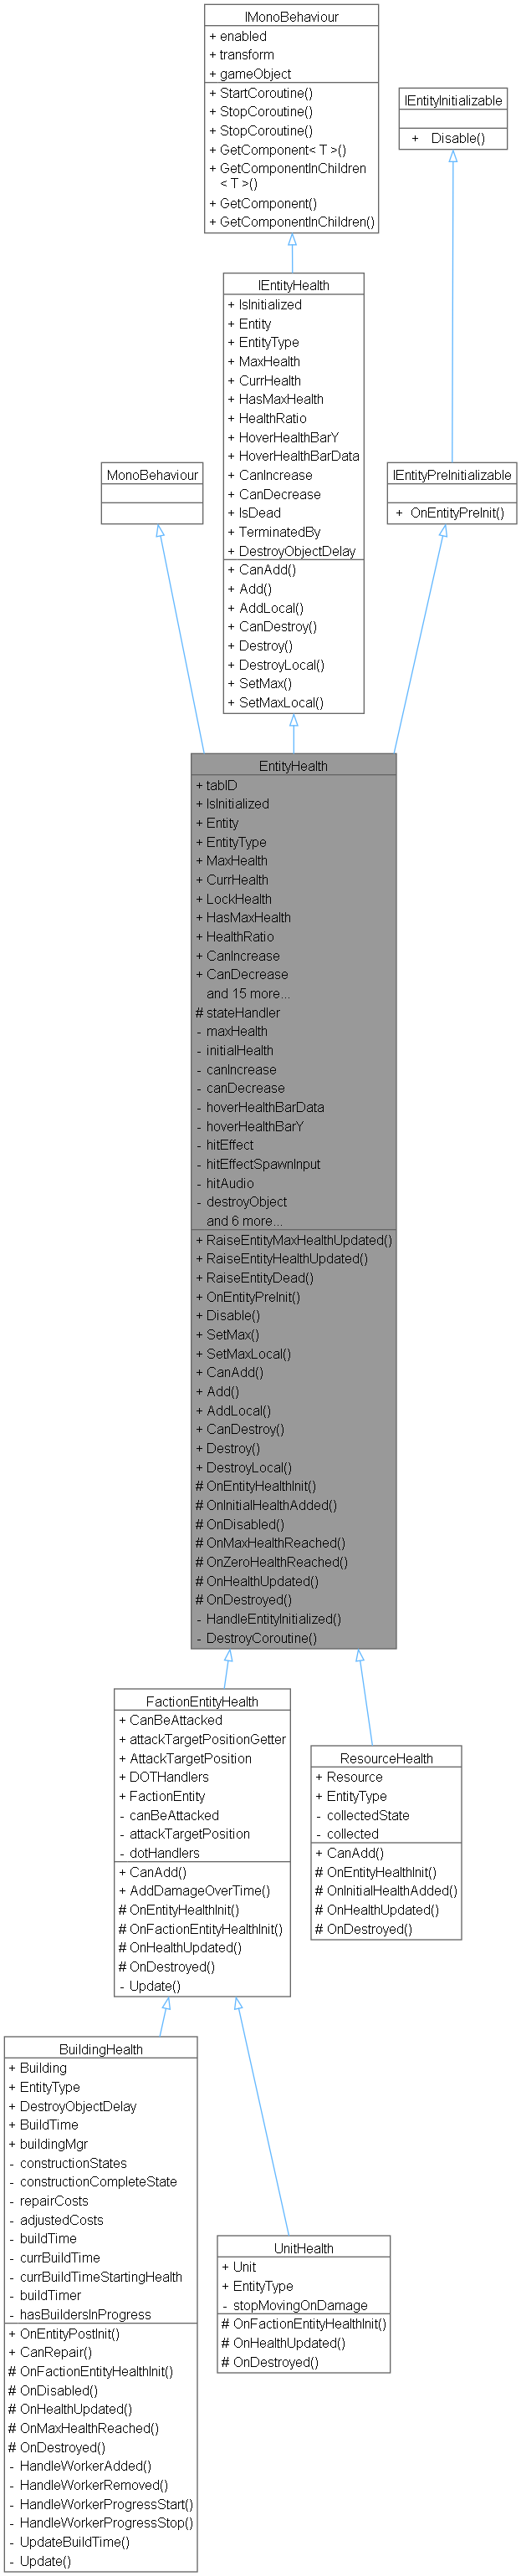 IMonoBehaviour
+ enabled
+ transform
+ gameObject
+ StartCoroutine()
+ StopCoroutine()
+ StopCoroutine()
+ GetComponent< T >()
+ GetComponentInChildren
< T >()
+ GetComponent()
+ GetComponentInChildren()
IEntityInitializable
+ Disable()
IEntityHealth
+ IsInitialized
+ Entity
+ EntityType
+ MaxHealth
+ CurrHealth
+ HasMaxHealth
+ HealthRatio
+ HoverHealthBarY
+ HoverHealthBarData
+ CanIncrease
+ CanDecrease
+ IsDead
+ TerminatedBy
+ DestroyObjectDelay
+ CanAdd()
+ Add()
+ AddLocal()
+ CanDestroy()
+ Destroy()
+ DestroyLocal()
+ SetMax()
+ SetMaxLocal()
MonoBehaviour
IEntityPreInitializable
+ OnEntityPreInit()
EntityHealth
+ tabID
+ IsInitialized
+ Entity
+ EntityType
+ MaxHealth
+ CurrHealth
+ LockHealth
+ HasMaxHealth
+ HealthRatio
+ CanIncrease
+ CanDecrease
and 15 more...
# stateHandler
- maxHealth
- initialHealth
- canIncrease
- canDecrease
- hoverHealthBarData
- hoverHealthBarY
- hitEffect
- hitEffectSpawnInput
- hitAudio
- destroyObject
and 6 more...
+ RaiseEntityMaxHealthUpdated()
+ RaiseEntityHealthUpdated()
+ RaiseEntityDead()
+ OnEntityPreInit()
+ Disable()
+ SetMax()
+ SetMaxLocal()
+ CanAdd()
+ Add()
+ AddLocal()
+ CanDestroy()
+ Destroy()
+ DestroyLocal()
# OnEntityHealthInit()
# OnInitialHealthAdded()
# OnDisabled()
# OnMaxHealthReached()
# OnZeroHealthReached()
# OnHealthUpdated()
# OnDestroyed()
- HandleEntityInitialized()
- DestroyCoroutine()
FactionEntityHealth
+ CanBeAttacked
+ attackTargetPositionGetter
+ AttackTargetPosition
+ DOTHandlers
+ FactionEntity
- canBeAttacked
- attackTargetPosition
- dotHandlers
+ CanAdd()
+ AddDamageOverTime()
# OnEntityHealthInit()
# OnFactionEntityHealthInit()
# OnHealthUpdated()
# OnDestroyed()
- Update()
ResourceHealth
+ Resource
+ EntityType
- collectedState
- collected
+ CanAdd()
# OnEntityHealthInit()
# OnInitialHealthAdded()
# OnHealthUpdated()
# OnDestroyed()
BuildingHealth
+ Building
+ EntityType
+ DestroyObjectDelay
+ BuildTime
+ buildingMgr
- constructionStates
- constructionCompleteState
- repairCosts
- adjustedCosts
- buildTime
- currBuildTime
- currBuildTimeStartingHealth
- buildTimer
- hasBuildersInProgress
+ OnEntityPostInit()
+ CanRepair()
# OnFactionEntityHealthInit()
# OnDisabled()
# OnHealthUpdated()
# OnMaxHealthReached()
# OnDestroyed()
- HandleWorkerAdded()
- HandleWorkerRemoved()
- HandleWorkerProgressStart()
- HandleWorkerProgressStop()
- UpdateBuildTime()
- Update()
UnitHealth
+ Unit
+ EntityType
- stopMovingOnDamage
# OnFactionEntityHealthInit()
# OnHealthUpdated()
# OnDestroyed()